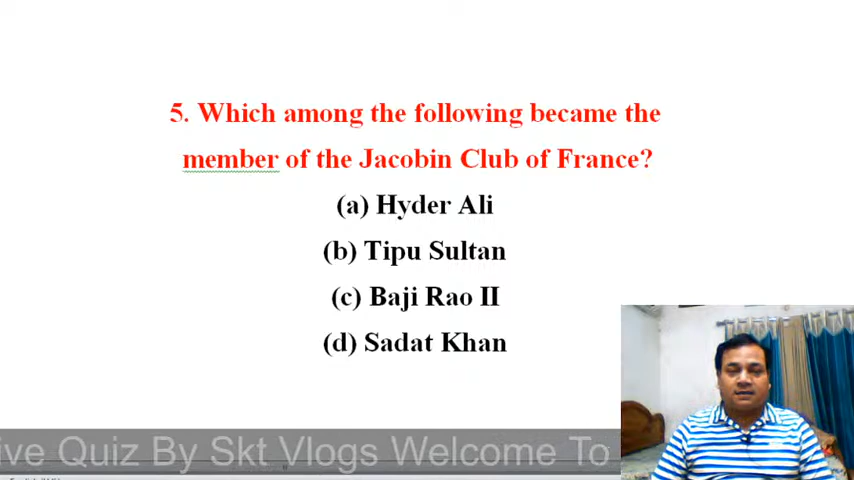 5. Which among the following became the
member of the Jacobin Club of France?
(a) Hyder Ali
(b) Tipu Sultan
(c) Baji Rao II
(d) Sadat Khan
ive Quiz By Skt Vlogs Welcome To